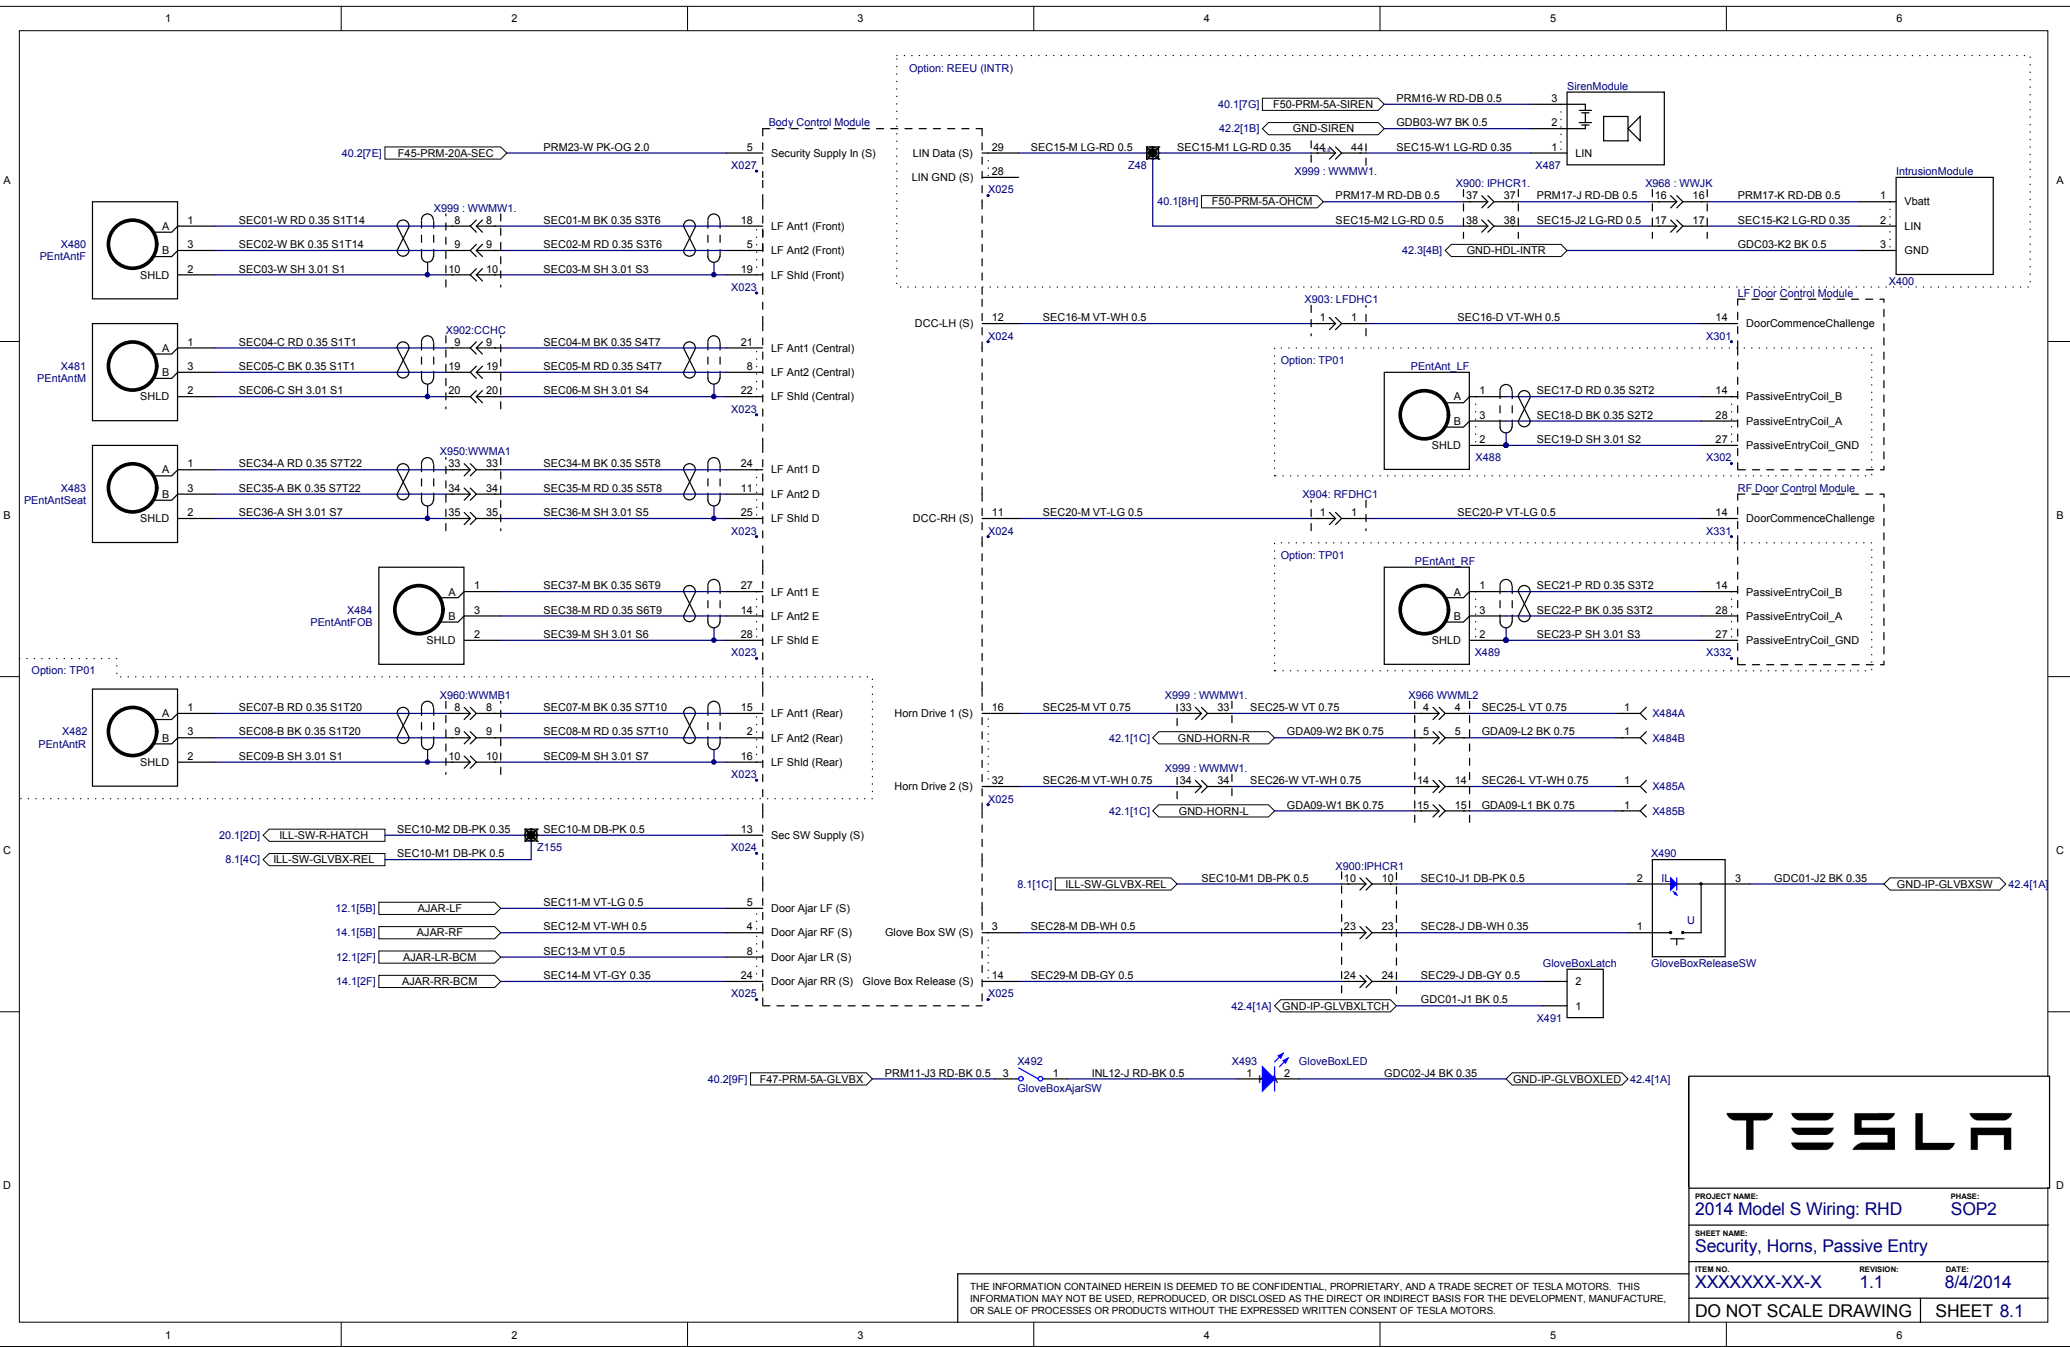 1 2 3 4 5 6
Option: REEU (INTR)
SirenModule
40.1[7G] F50-PRM-5A-SIREN PRM16-W RD-DB 0.5 3
42.2[1B] GND-SIREN GDB03-W7 BK 0.5 2
Body Control Module
40.2[7E] F45-PRM-20A-SEC PRM23-W PK-OG 2.0 5 Security Supply In (S)
X027
LIN Data (S) 29 SEC15-M LG-RD 0.5 Z48 SEC15-M1 LG-RD 0.35 44 44 SEC15-W1 LG-RD 0.35 1 LIN
X999 : WWMW1. X487
LIN GND (S) 28
X025
IntrusionModule
X900: IPHCR1. X968 : WWJK
40.1[8H] F50-PRM-5A-OHCM PRM17-M RD-DB 0.5 37 37 PRM17-J RD-DB 0.5 16 16 PRM17-K RD-DB 0.5 1 Vbatt
SEC15-M2 LG-RD 0.5 38 38 SEC15-J2 LG-RD 0.5 17 17 SEC15-K2 LG-RD 0.35 2 LIN
42.3[4B] GND-HDL-INTR GDC03-K2 BK 0.5 3 GND
X400
A A
X999 : WWMW1.
X480
PEntAntF
A 1 SEC01-W RD 0.35 S1T14 8 8 SEC01-M BK 0.35 S3T6 18 LF Ant1 (Front)
B 3 SEC02-W BK 0.35 S1T14 9 9 SEC02-M RD 0.35 S3T6 5 LF Ant2 (Front)
SHLD 2 SEC03-W SH 3.01 S1 10 10 SEC03-M SH 3.01 S3 19 LF Shld (Front)
X023
X903: LFDHC1
LF Door Control Module
DCC-LH (S) 12 SEC16-M VT-WH 0.5 1 1 SEC16-D VT-WH 0.5 14 DoorCommenceChallenge
X024 X301
X902:CCHC
X481
PEntAntM
A 1 SEC04-C RD 0.35 S1T1 9 9 SEC04-M BK 0.35 S4T7 21 LF Ant1 (Central)
B 3 SEC05-C BK 0.35 S1T1 19 19 SEC05-M RD 0.35 S4T7 8 LF Ant2 (Central)
SHLD 2 SEC06-C SH 3.01 S1 20 20 SEC06-M SH 3.01 S4 22 LF Shld (Central)
X023
Option: TP01
PEntAnt_LF
A 1 SEC17-D RD 0.35 S2T2 14 PassiveEntryCoil_B
B 3 SEC18-D BK 0.35 S2T2 28 PassiveEntryCoil_A
SHLD 2 SEC19-D SH 3.01 S2 27 PassiveEntryCoil_GND
X488 X302
B B
X950:WWMA1
X483
PEntAntSeat
A 1 SEC34-A RD 0.35 S7T22 33 33 SEC34-M BK 0.35 S5T8 24 LF Ant1 D
B 3 SEC35-A BK 0.35 S7T22 34 34 SEC35-M RD 0.35 S5T8 11 LF Ant2 D
SHLD 2 SEC36-A SH 3.01 S7 35 35 SEC36-M SH 3.01 S5 25 LF Shld D
X023
X904: RFDHC1
RF Door Control Module
DCC-RH (S) 11 SEC20-M VT-LG 0.5 1 1 SEC20-P VT-LG 0.5 14 DoorCommenceChallenge
X024 X331
X484
PEntAntFOB
A 1 SEC37-M BK 0.35 S6T9 27 LF Ant1 E
B 3 SEC38-M RD 0.35 S6T9 14 LF Ant2 E
SHLD 2 SEC39-M SH 3.01 S6 28 LF Shld E
X023
Option: TP01
PEntAnt_RF
A 1 SEC21-P RD 0.35 S3T2 14 PassiveEntryCoil_B
B 3 SEC22-P BK 0.35 S3T2 28 PassiveEntryCoil_A
SHLD 2 SEC23-P SH 3.01 S3 27 PassiveEntryCoil_GND
X489 X332
Option: TP01
X960:WWMB1
X482
PEntAntR
A 1 SEC07-B RD 0.35 S1T20 8 8 SEC07-M BK 0.35 S7T10 15 LF Ant1 (Rear)
B 3 SEC08-B BK 0.35 S1T20 9 9 SEC08-M RD 0.35 S7T10 2 LF Ant2 (Rear)
SHLD 2 SEC09-B SH 3.01 S1 10 10 SEC09-M SH 3.01 S7 16 LF Shld (Rear)
X023
X999 : WWMW1. X966 WWML2
Horn Drive 1 (S) 16 SEC25-M VT 0.75 33 33 SEC25-W VT 0.75 4 4 SEC25-L VT 0.75 1 X484A
42.1[1C] GND-HORN-R GDA09-W2 BK 0.75 5 5 GDA09-L2 BK 0.75 1 X484B
X999 : WWMW1.
Horn Drive 2 (S) 32 SEC26-M VT-WH 0.75 34 34 SEC26-W VT-WH 0.75 14 14 SEC26-L VT-WH 0.75 1 X485A
X025
42.1[1C] GND-HORN-L GDA09-W1 BK 0.75 15 15 GDA09-L1 BK 0.75 1 X485B
C C
20.1[2D] ILL-SW-R-HATCH SEC10-M2 DB-PK 0.35 SEC10-M DB-PK 0.5 13 Sec SW Supply (S)
Z155 X024
8.1[4C] ILL-SW-GLVBX-REL SEC10-M1 DB-PK 0.5
X900:IPHCR1 X490
8.1[1C] ILL-SW-GLVBX-REL SEC10-M1 DB-PK 0.5 10 10 SEC10-J1 DB-PK 0.5 2 IL 3 GDC01-J2 BK 0.35 GND-IP-GLVBXSW 42.4[1A]
12.1[5B] AJAR-LF SEC11-M VT-LG 0.5 5 Door Ajar LF (S)
14.1[5B] AJAR-RF SEC12-M VT-WH 0.5 4 Door Ajar RF (S)
12.1[2F] AJAR-LR-BCM SEC13-M VT 0.5 8 Door Ajar LR (S)
14.1[2F] AJAR-RR-BCM SEC14-M VT-GY 0.35 24 Door Ajar RR (S)
X025
Glove Box SW (S) 3 SEC28-M DB-WH 0.5 23 23 SEC28-J DB-WH 0.35 1 U
GloveBoxReleaseSW
GloveBoxLatch
Glove Box Release (S) 14 SEC29-M DB-GY 0.5 24 24 SEC29-J DB-GY 0.5 2
X025
42.4[1A] GND-IP-GLVBXLTCH GDC01-J1 BK 0.5 1
X491
X492 X493 GloveBoxLED
40.2[9F] F47-PRM-5A-GLVBX PRM11-J3 RD-BK 0.5 3 1 INL12-J RD-BK 0.5 1 2 GDC02-J4 BK 0.35 GND-IP-GLVBOXLED 42.4[1A]
GloveBoxAjarSW
D D
TESLA
PROJECT NAME: PHASE:
2014 Model S Wiring: RHD SOP2
SHEET NAME:
Security, Horns, Passive Entry
ITEM NO. REVISION: DATE:
XXXXXXX-XX-X 1.1 8/4/2014
DO NOT SCALE DRAWING SHEET 8.1
THE INFORMATION CONTAINED HEREIN IS DEEMED TO BE CONFIDENTIAL, PROPRIETARY, AND A TRADE SECRET OF TESLA MOTORS. THIS
INFORMATION MAY NOT BE USED, REPRODUCED, OR DISCLOSED AS THE DIRECT OR INDIRECT BASIS FOR THE DEVELOPMENT, MANUFACTURE,
OR SALE OF PROCESSES OR PRODUCTS WITHOUT THE EXPRESSED WRITTEN CONSENT OF TESLA MOTORS.
1 2 3 4 5 6